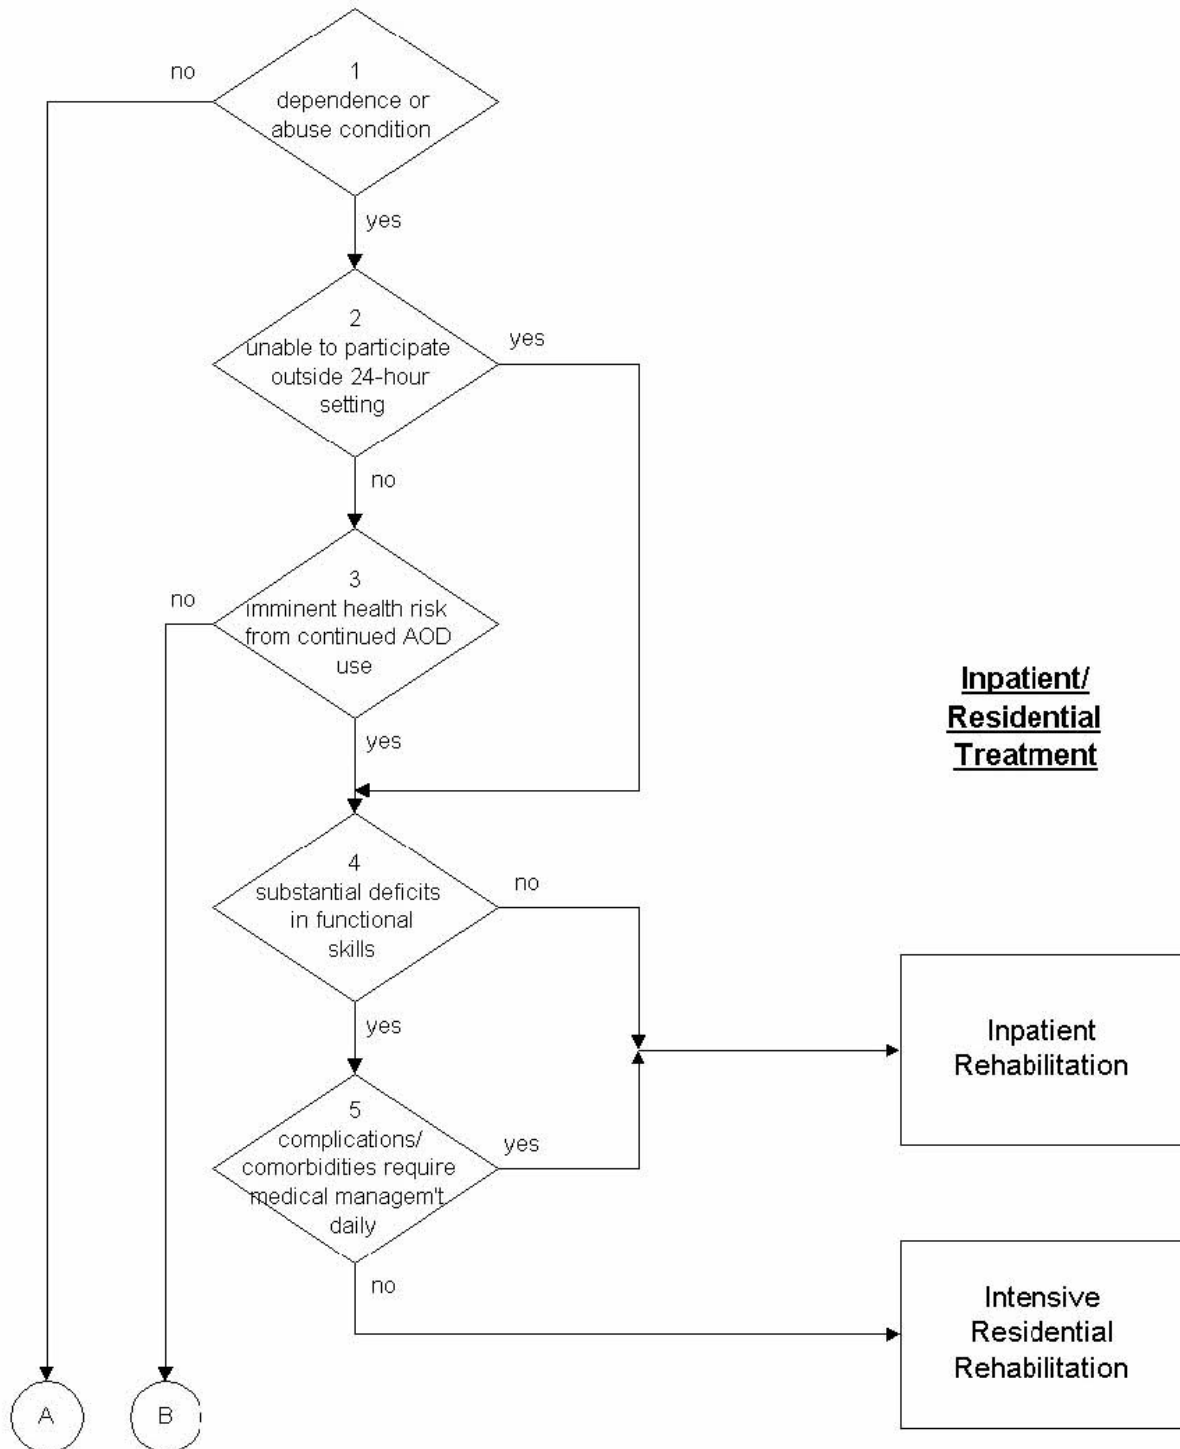 no
1
dependence or
abuse condition
yes
2
unable to participate
outside 24-hour
setting
yes
no
3
imminent health risk
from continued AOD
use
no
yes
Inpatient/
Residential
Treatment
4
substantial deficits
in functional
skills
no
yes
Inpatient
Rehabilitation
5
complications/
comorbidities require
medical managem't
daily
yes
no
Intensive
Residential
Rehabilitation
A
B